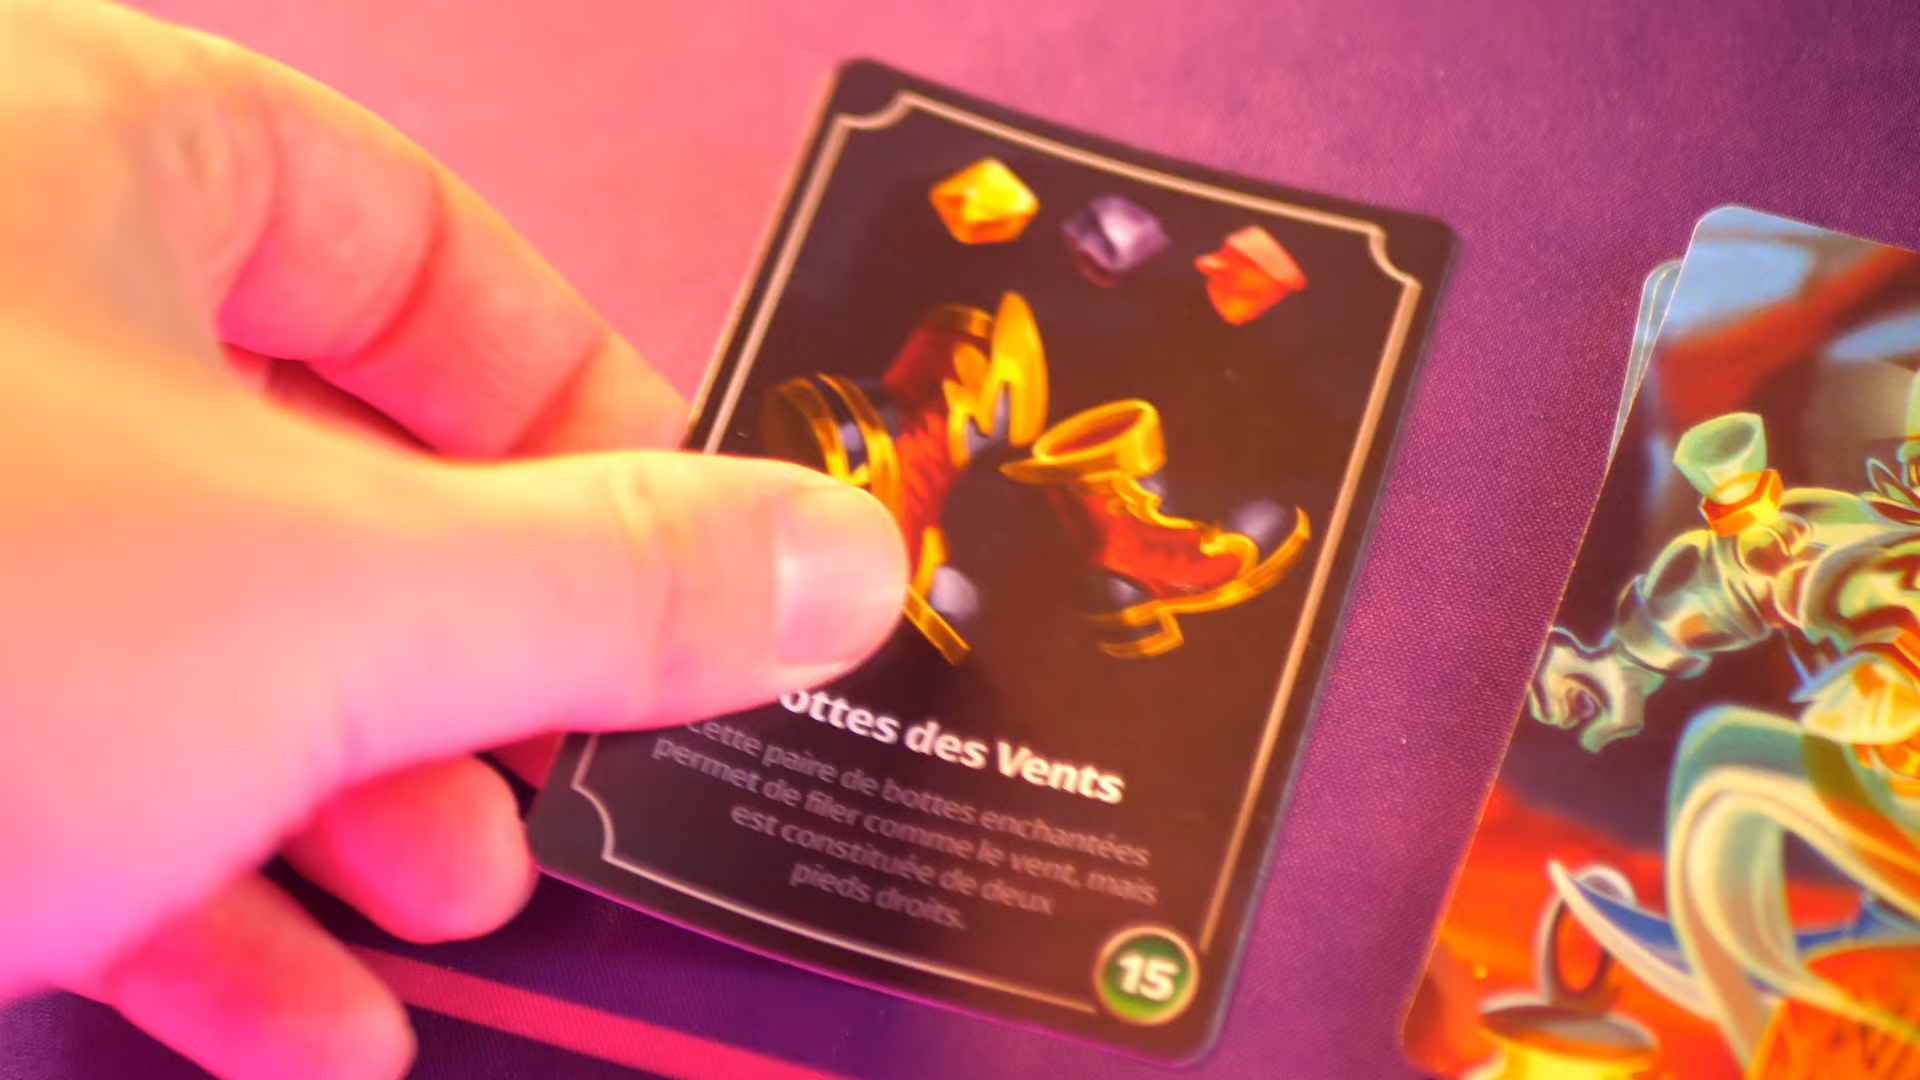 ottes des Vents
Cette paire de bottes enchantées
permet de filer comme le vent, mais
est constituée de deux
pieds droits.
15